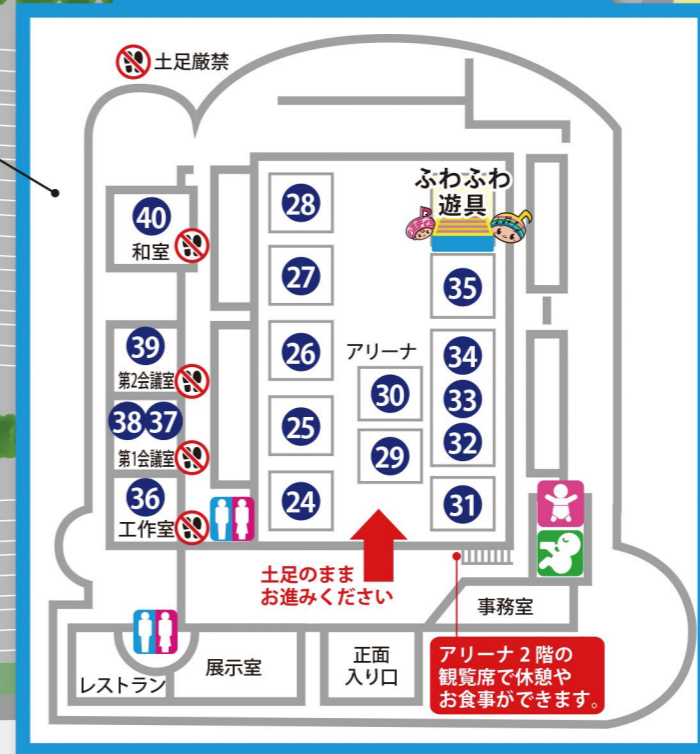 土足厳禁
ふわふわ
遊具
28
40
和室
27
35
アリーナ
39
第2会議室
26
34
30
33
38 37
第1会議室
25
32
29
36
工作室
24
31
土足のまま
お進みください
事務室
レストラン
展示室
正面
入り口
アリーナ2階の
観覧席で休憩や
お食事ができます。